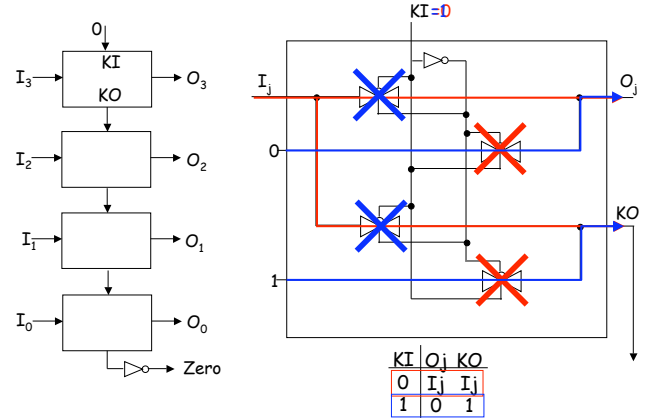 0
KI
I3
O3
KO
I2
O2
I1
O1
I0
O0
Zero
KI=
Ij
Oj
0
KO
1
KI Oj KO
0 Ij Ij
1 0 1